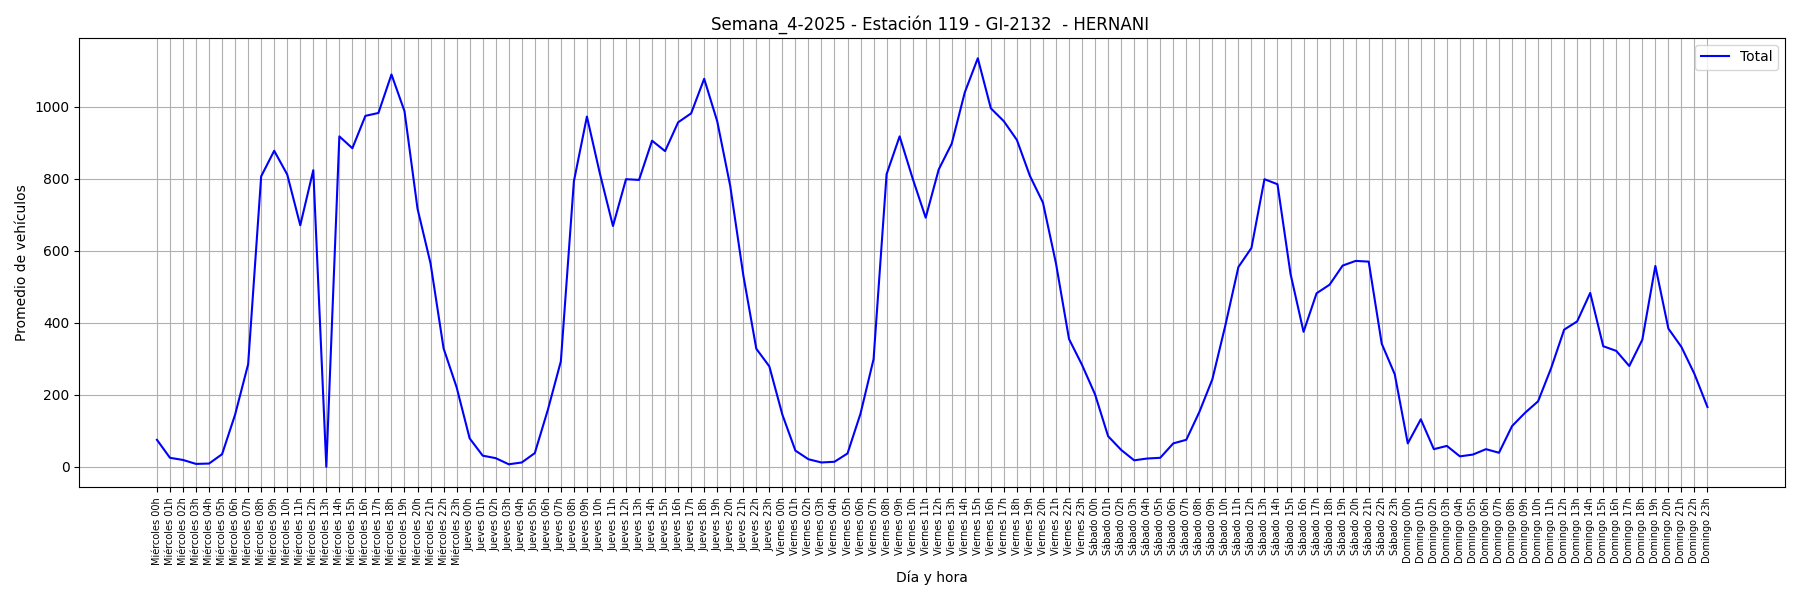 Semana_4-2025 - Estación 119 - GI-2132  - HERNANI
Total
Promedio de vehículos
1000
800
600
400
200
0
Miércoles 00h
Miércoles 01h
Miércoles 02h
Miércoles 03h
Miércoles 04h
Miércoles 05h
Miércoles 06h
Miércoles 07h
Miércoles 08h
Miércoles 09h
Miércoles 10h
Miércoles 11h
Miércoles 12h
Miércoles 13h
Miércoles 14h
Miércoles 15h
Miércoles 16h
Miércoles 17h
Miércoles 18h
Miércoles 19h
Miércoles 20h
Miércoles 21h
Miércoles 22h
Miércoles 23h
Jueves 00h
Jueves 01h
Jueves 02h
Jueves 03h
Jueves 04h
Jueves 05h
Jueves 06h
Jueves 07h
Jueves 08h
Jueves 09h
Jueves 10h
Jueves 11h
Jueves 12h
Jueves 13h
Jueves 14h
Jueves 15h
Jueves 16h
Jueves 17h
Jueves 18h
Jueves 19h
Jueves 20h
Jueves 21h
Jueves 22h
Jueves 23h
Viernes 00h
Viernes 01h
Viernes 02h
Viernes 03h
Viernes 04h
Viernes 05h
Viernes 06h
Viernes 07h
Viernes 08h
Viernes 09h
Viernes 10h
Viernes 11h
Viernes 12h
Viernes 13h
Viernes 14h
Viernes 15h
Viernes 16h
Viernes 17h
Viernes 18h
Viernes 19h
Viernes 20h
Viernes 21h
Viernes 22h
Viernes 23h
Sábado 00h
Sábado 01h
Sábado 02h
Sábado 03h
Sábado 04h
Sábado 05h
Sábado 06h
Sábado 07h
Sábado 08h
Sábado 09h
Sábado 10h
Sábado 11h
Sábado 12h
Sábado 13h
Sábado 14h
Sábado 15h
Sábado 16h
Sábado 17h
Sábado 18h
Sábado 19h
Sábado 20h
Sábado 21h
Sábado 22h
Sábado 23h
Domingo 00h
Domingo 01h
Domingo 02h
Domingo 03h
Domingo 04h
Domingo 05h
Domingo 06h
Domingo 07h
Domingo 08h
Domingo 09h
Domingo 10h
Domingo 11h
Domingo 12h
Domingo 13h
Domingo 14h
Domingo 15h
Domingo 16h
Domingo 17h
Domingo 18h
Domingo 19h
Domingo 20h
Domingo 21h
Domingo 22h
Domingo 23h
Día y hora